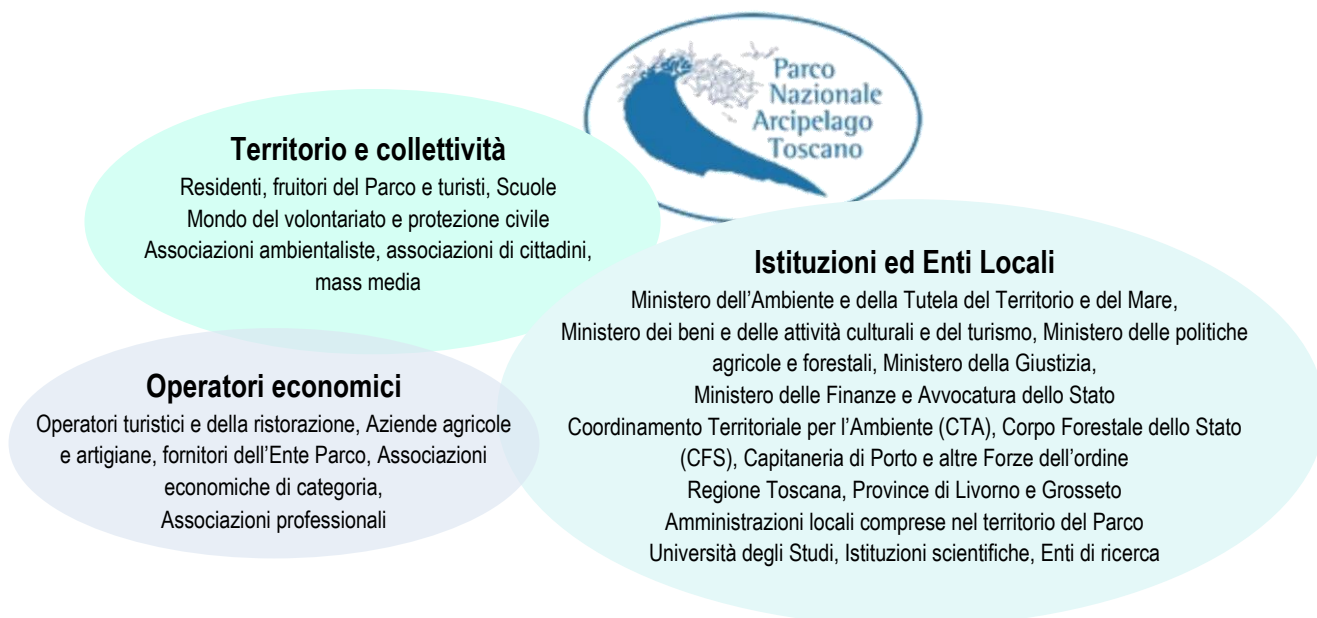 Parco
Nazionale
Arcipelago
Toscano
Territorio e collettività
Residenti, fruitori del Parco e turisti, Scuole
Mondo del volontariato e protezione civile
Associazioni ambientaliste, associazioni di cittadini,
mass media
Istituzioni ed Enti Locali
Ministero dell’Ambiente e della Tutela del Territorio e del Mare,
Ministero dei beni e delle attività culturali e del turismo, Ministero delle politiche
agricole e forestali, Ministero della Giustizia,
Ministero delle Finanze e Avvocatura dello Stato
Coordinamento Territoriale per l’Ambiente (CTA), Corpo Forestale dello Stato
(CFS), Capitaneria di Porto e altre Forze dell’ordine
Regione Toscana, Province di Livorno e Grosseto
Amministrazioni locali comprese nel territorio del Parco
Università degli Studi, Istituzioni scientifiche, Enti di ricerca
Operatori economici
Operatori turistici e della ristorazione, Aziende agricole
e artigiane, fornitori dell’Ente Parco, Associazioni
economiche di categoria,
Associazioni professionali